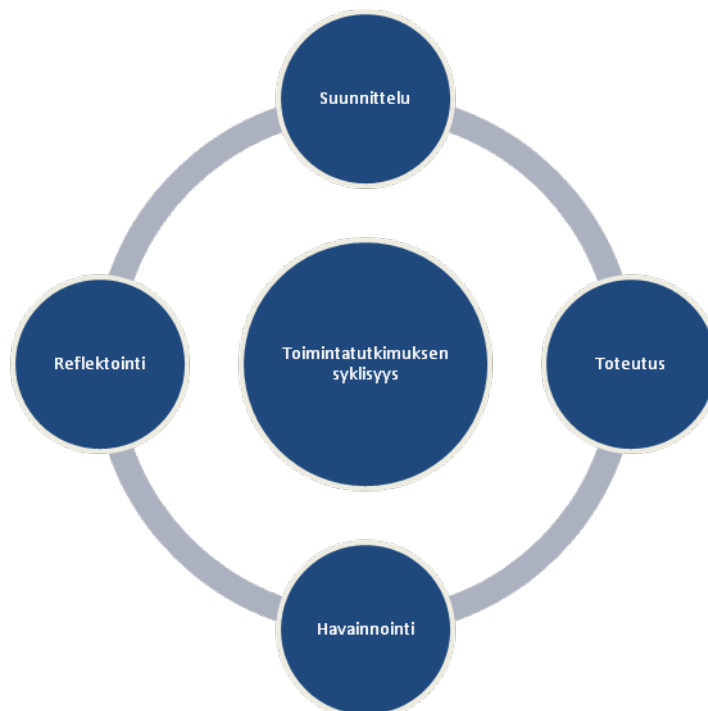 Suunnittelu
Reflektointi
Toimintatutkimuksen
syklisyys
Toteutus
Havainnointi